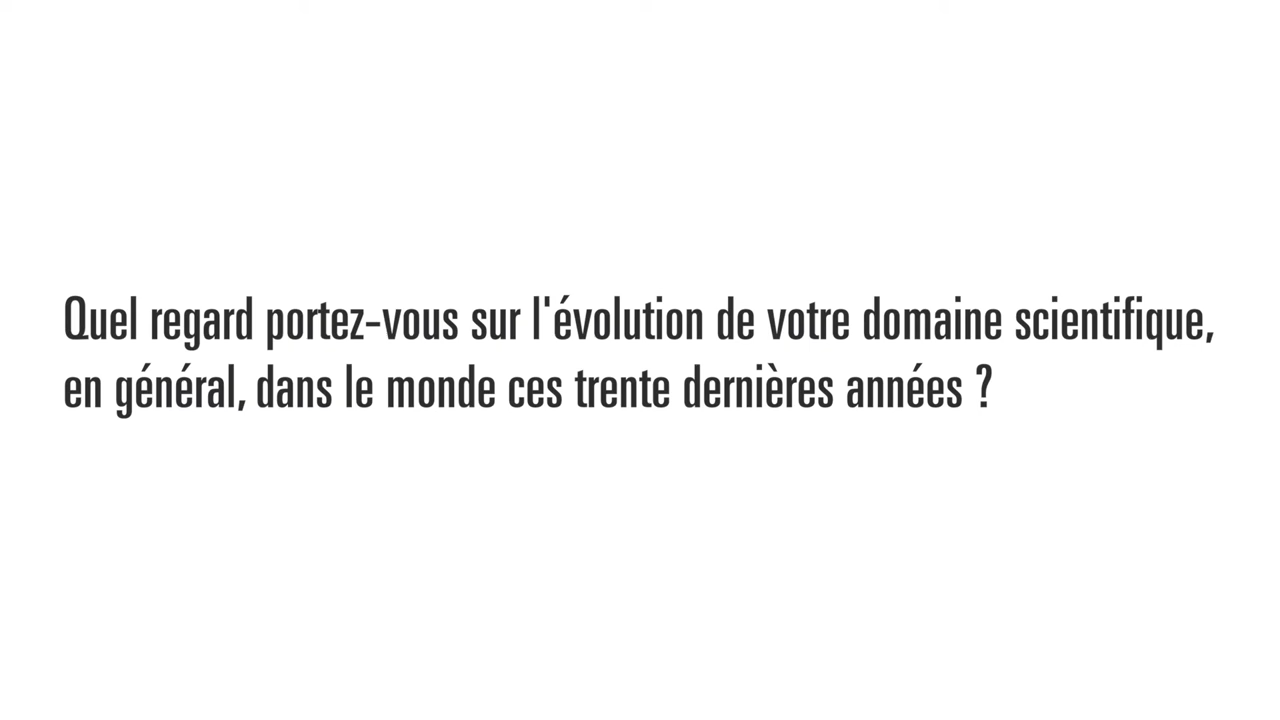 Quel regard portez-vous sur l'évolution de votre domaine scientifique,
en général, dans le monde ces trente dernières années ?